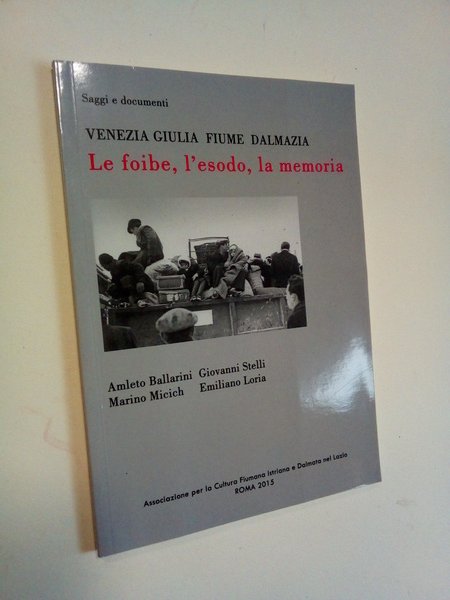 Saggi e documenti
VENEZIA GIULIA FIUME DALMAZIA
Le foibe, l'esodo, la memoria
Amleto Ballarini Giovanni Stelli
Marino Micich Emiliano Loria
Associazione per la Cultura Fiumana Istriana e Dalmata nel Lazio
ROMA 2015